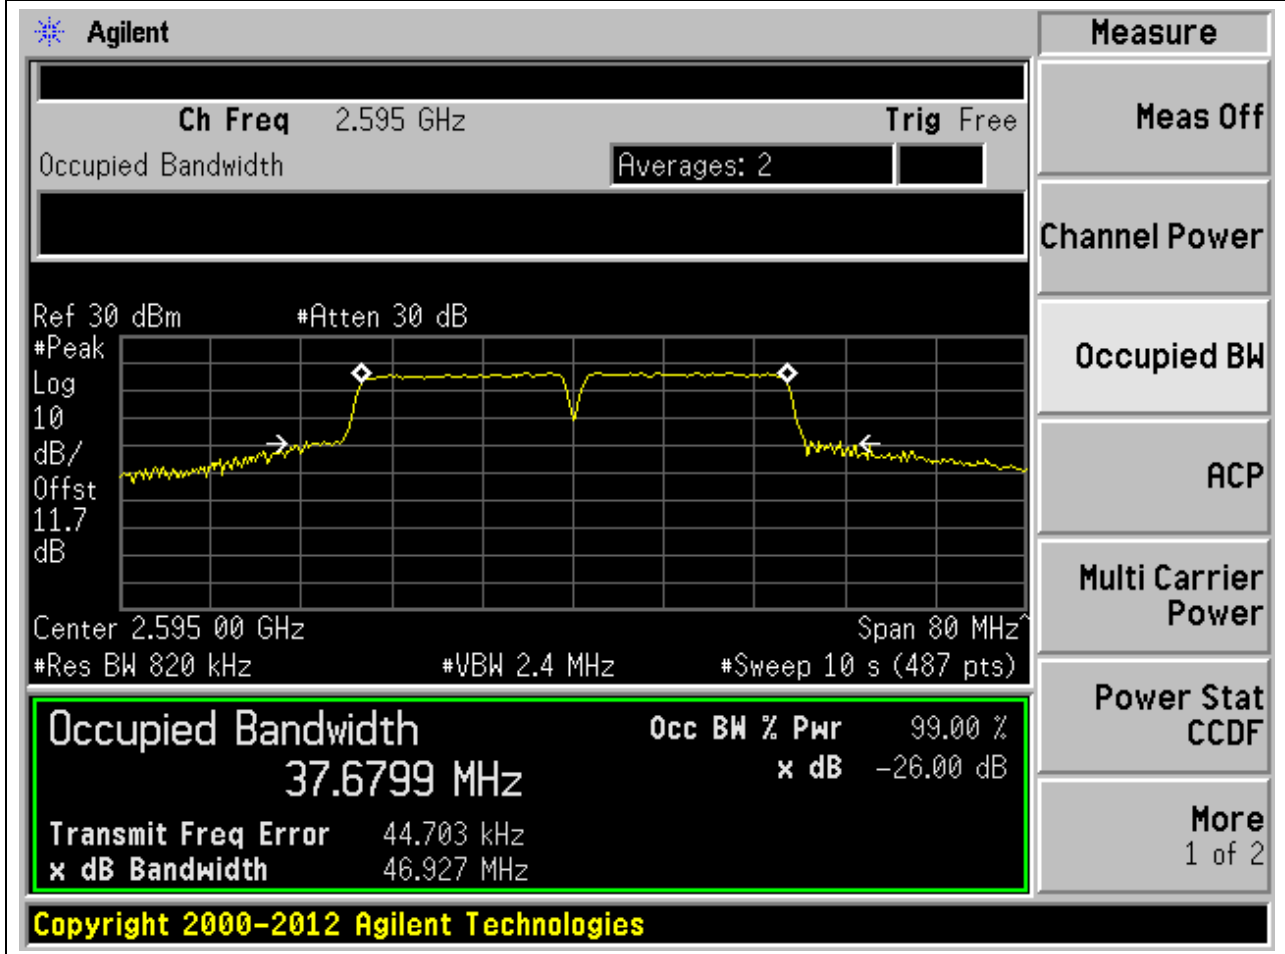 Agilent
Measure
Ch Freq 2.595 GHz Trig Free
Occupied Bandwidth Averages: 2
Meas Off
Channel Power
Ref 30 dBm #Atten 30 dB
#Peak
Log
10
dB/
Offst
11.7
dB
Center 2.595 00 GHz Span 80 MHz^
#Res BW 820 kHz #VBW 2.4 MHz #Sweep 10 s (487 pts)
Occupied BW
ACP
Multi Carrier
Power
Occupied Bandwidth Occ BW % Pwr 99.00 %
37.6799 MHz x dB -26.00 dB
Transmit Freq Error 44.703 kHz
x dB Bandwidth 46.927 MHz
Power Stat
CCDF
More
1 of 2
Copyright 2000-2012 Agilent Technologies